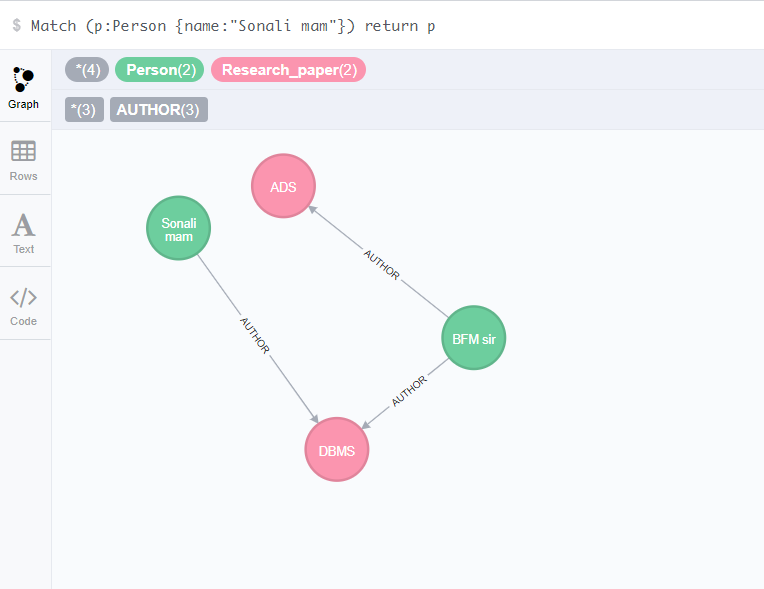 $ Match (p:Person {name:"Sonali mam"}) return p
*(4) Person(2) Research_paper(2)
*(3) AUTHOR(3)
Graph
Rows
Text
Code
ADS
Sonali
mam
AUTHOR
AUTHOR
BFM sir
AUTHOR
DBMS